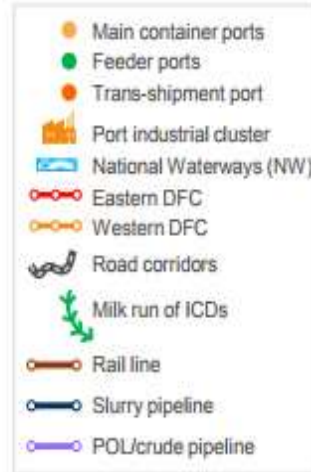 Main container ports
Feeder ports
Trans-shipment port
Port industrial cluster
National Waterways (NW)
Eastern DFC
Western DFC
Road corridors
Milk run of ICDs
Rail line
Slurry pipeline
POL/crude pipeline